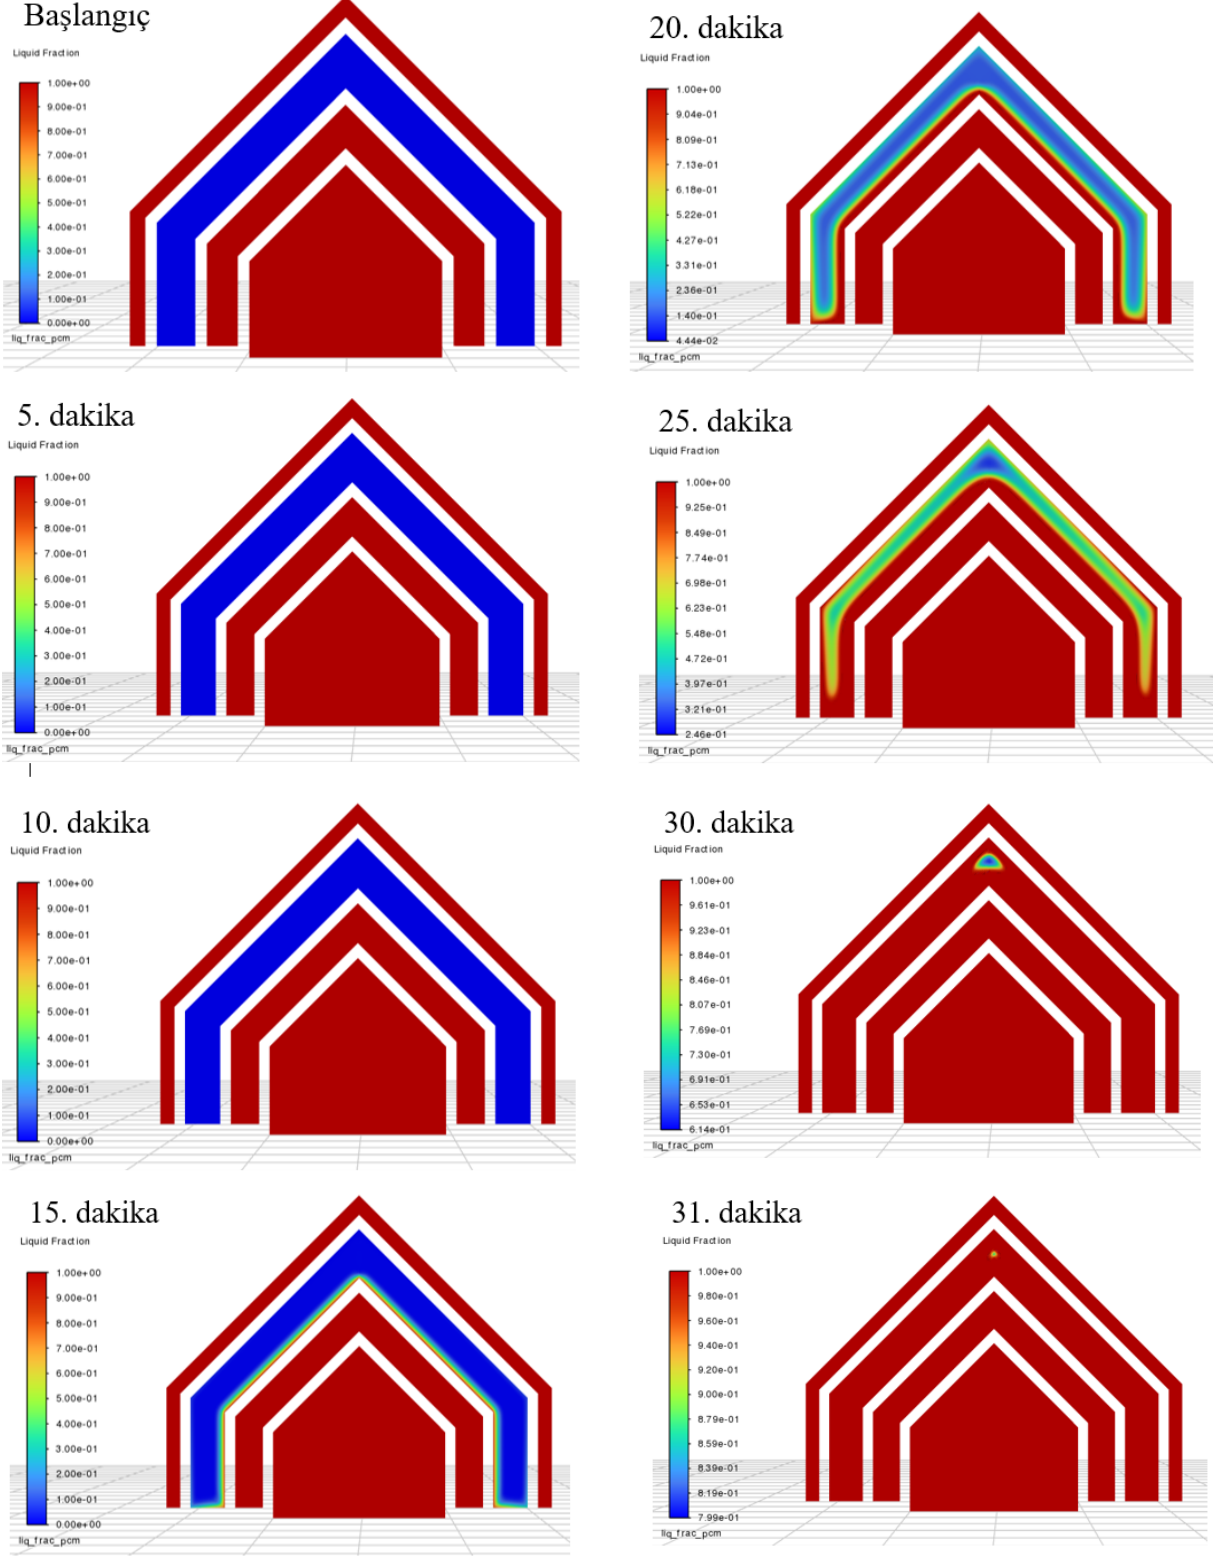 Başlangıç
Liquid Fraction
1.00e+00
9.00e-01
8.00e-01
7.00e-01
6.00e-01
5.00e-01
4.00e-01
3.00e-01
2.00e-01
1.00e-01
0.00e+00
liq_frac_pcm
20. dakika
Liquid Fraction
1.00e+00
9.04e-01
8.09e-01
7.13e-01
6.18e-01
5.22e-01
4.27e-01
3.31e-01
2.36e-01
1.40e-01
4.44e-02
liq_frac_pcm
5. dakika
Liquid Fraction
1.00e+00
9.00e-01
8.00e-01
7.00e-01
6.00e-01
5.00e-01
4.00e-01
3.00e-01
2.00e-01
1.00e-01
0.00e+00
liq_frac_pcm
25. dakika
Liquid Fraction
1.00e+00
9.25e-01
8.49e-01
7.74e-01
6.98e-01
6.23e-01
5.48e-01
4.72e-01
3.97e-01
3.21e-01
2.46e-01
liq_frac_pcm
10. dakika
Liquid Fraction
1.00e+00
9.00e-01
8.00e-01
7.00e-01
6.00e-01
5.00e-01
4.00e-01
3.00e-01
2.00e-01
1.00e-01
0.00e+00
liq_frac_pcm
30. dakika
Liquid Fraction
1.00e+00
9.61e-01
9.23e-01
8.84e-01
8.46e-01
8.07e-01
7.69e-01
7.30e-01
6.91e-01
6.53e-01
6.14e-01
liq_frac_pcm
15. dakika
Liquid Fraction
1.00e+00
9.00e-01
8.00e-01
7.00e-01
6.00e-01
5.00e-01
4.00e-01
3.00e-01
2.00e-01
1.00e-01
0.00e+00
liq_frac_pcm
31. dakika
Liquid Fraction
1.00e+00
9.80e-01
9.60e-01
9.40e-01
9.20e-01
9.00e-01
8.79e-01
8.59e-01
8.39e-01
8.19e-01
7.99e-01
liq_frac_pcm